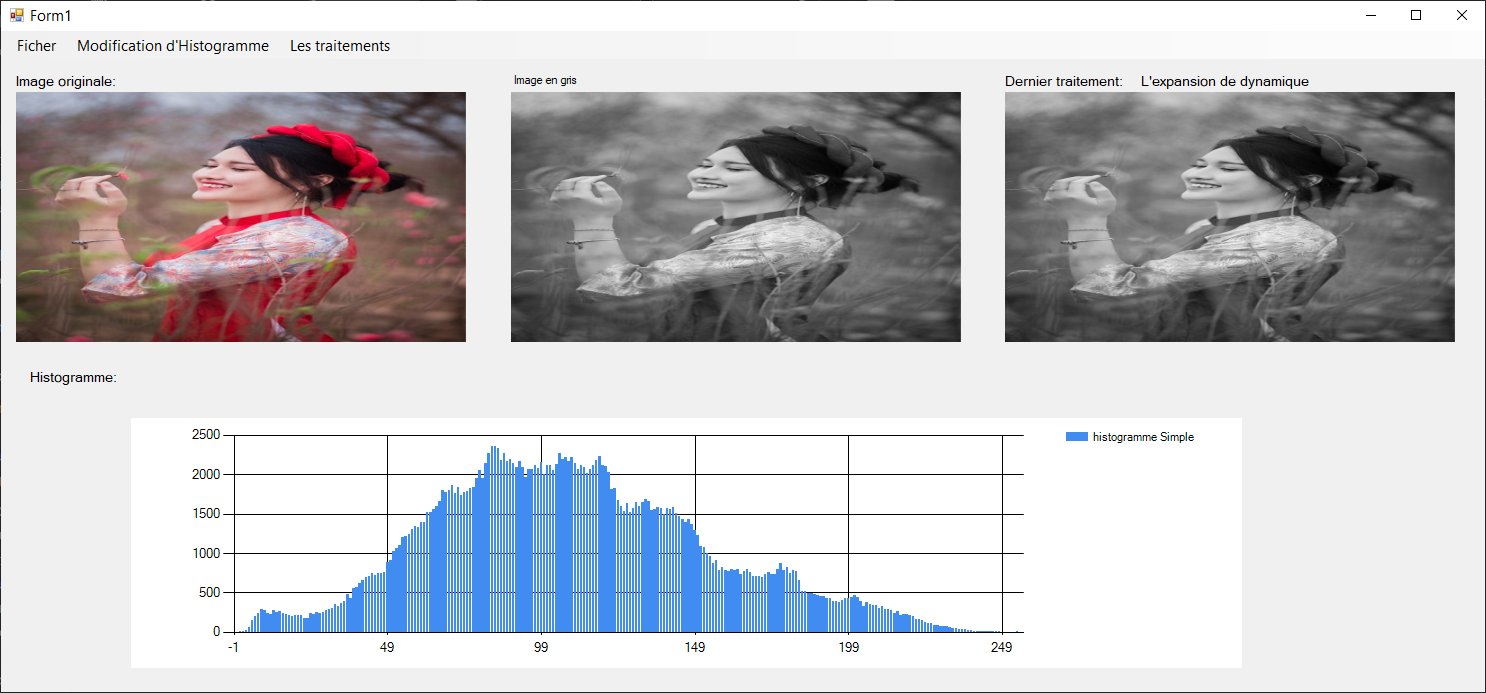 Form1
Ficher Modification d'Histogramme Les traitements
Image originale: Image en gris Dernier traitement: L'expansion de dynamique
Histogramme:
2500
2000
1500
1000
500
0
-1 49 99 149 199 249
histogramme Simple